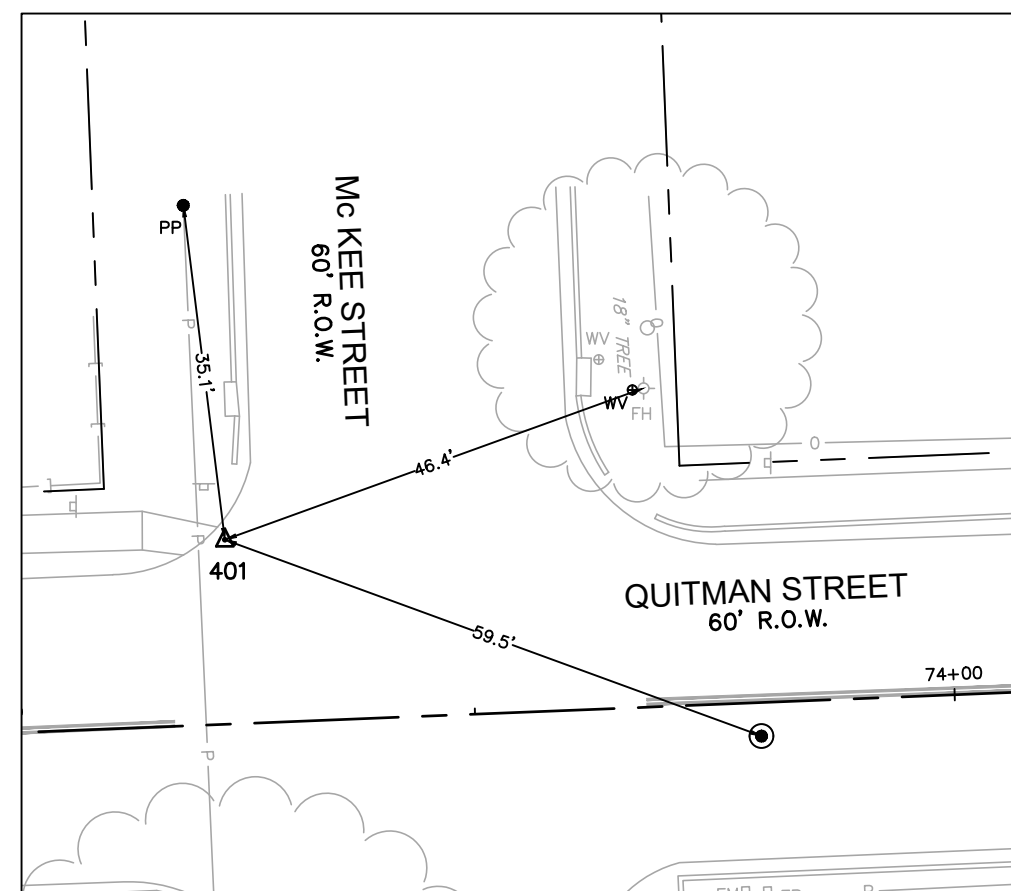 PP
Mc KEE STREET
60' R.O.W.
P
35.1'
18" TREE
WV
WV
FH
46.4'
O
P
401
59.5'
QUITMAN STREET
60' R.O.W.
74+00
P